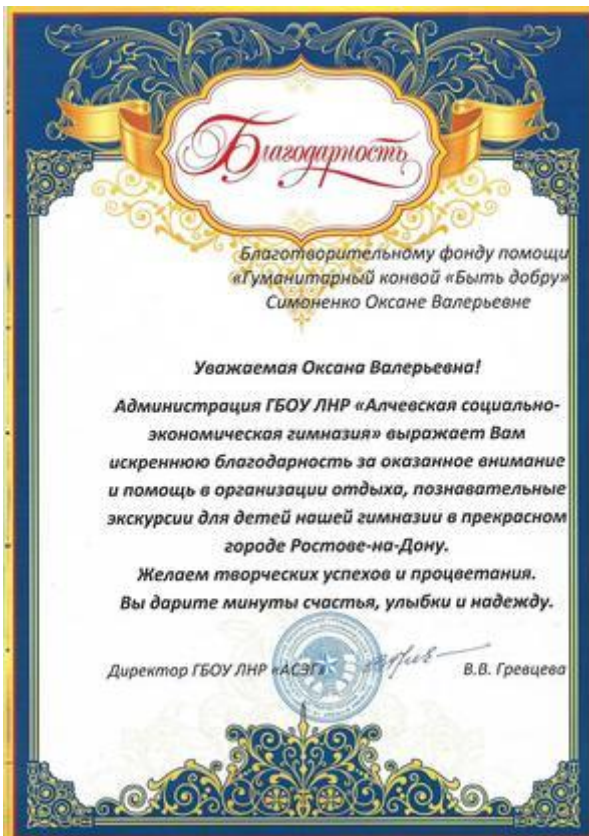 Благодарность
Благотворительному фонду помощи
«Гуманитарный конвой «Быть добру»
Симоненко Оксане Валерьевне
Уважаемая Оксана Валерьевна!
Администрация ГБОУ ЛНР «Алчевская социально-
экономическая гимназия» выражает Вам
искреннюю благодарность за оказанное внимание
и помощь в организации отдыха, познавательные
экскурсии для детей нашей гимназии в прекрасном
городе Ростове-на-Дону.
Желаем творческих успехов и процветания.
Вы дарите минуты счастья, улыбки и надежду.
Директор ГБОУ ЛНР «АСЭГ» В.В. Гревцева